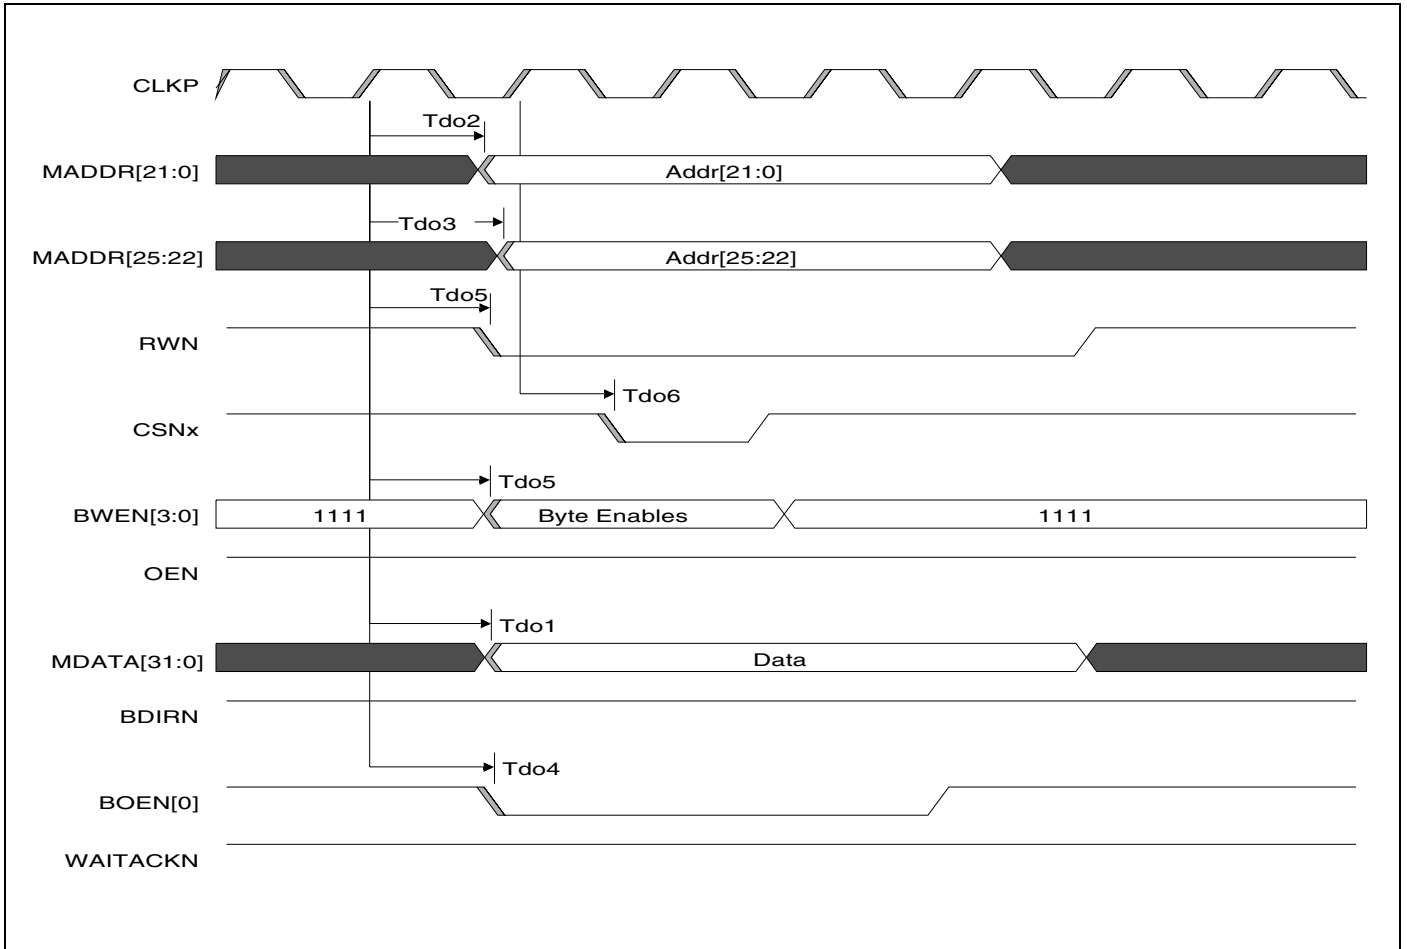 CLKP
Tdo2
MADDR[21:0] Addr[21:0]
Tdo3
MADDR[25:22] Addr[25:22]
Tdo5
RWN
Tdo6
CSNx
Tdo5
BWEN[3:0] 1111 Byte Enables 1111
OEN
Tdo1
MDATA[31:0] Data
BDIRN
Tdo4
BOEN[0]
WAITACKN